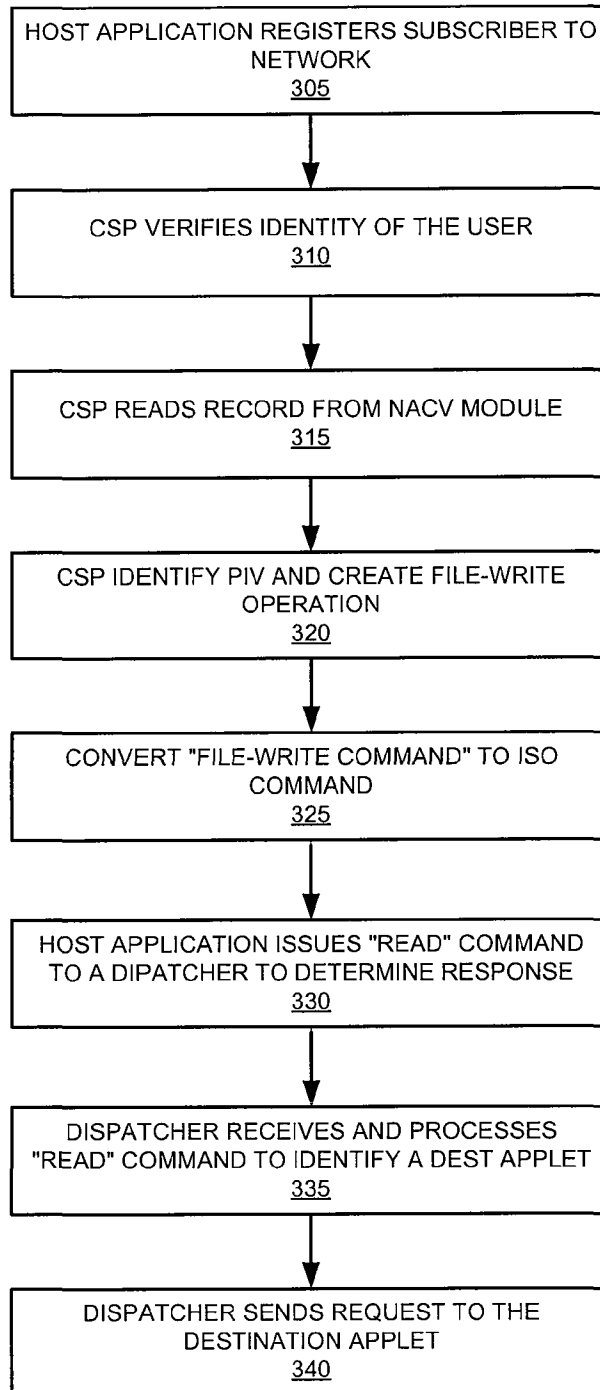 HOST APPLICATION REGISTERS SUBSCRIBER TO
NETWORK
305
CSP VERIFIES IDENTITY OF THE USER
310
CSP READS RECORD FROM NACV MODULE
315
CSP IDENTIFY PIV AND CREATE FILE-WRITE
OPERATION
320
CONVERT "FILE-WRITE COMMAND" TO ISO
COMMAND
325
HOST APPLICATION ISSUES "READ" COMMAND
TO A DIPATCHER TO DETERMINE RESPONSE
330
DISPATCHER RECEIVES AND PROCESSES
"READ" COMMAND TO IDENTIFY A DEST APPLET
335
DISPATCHER SENDS REQUEST TO THE
DESTINATION APPLET
340